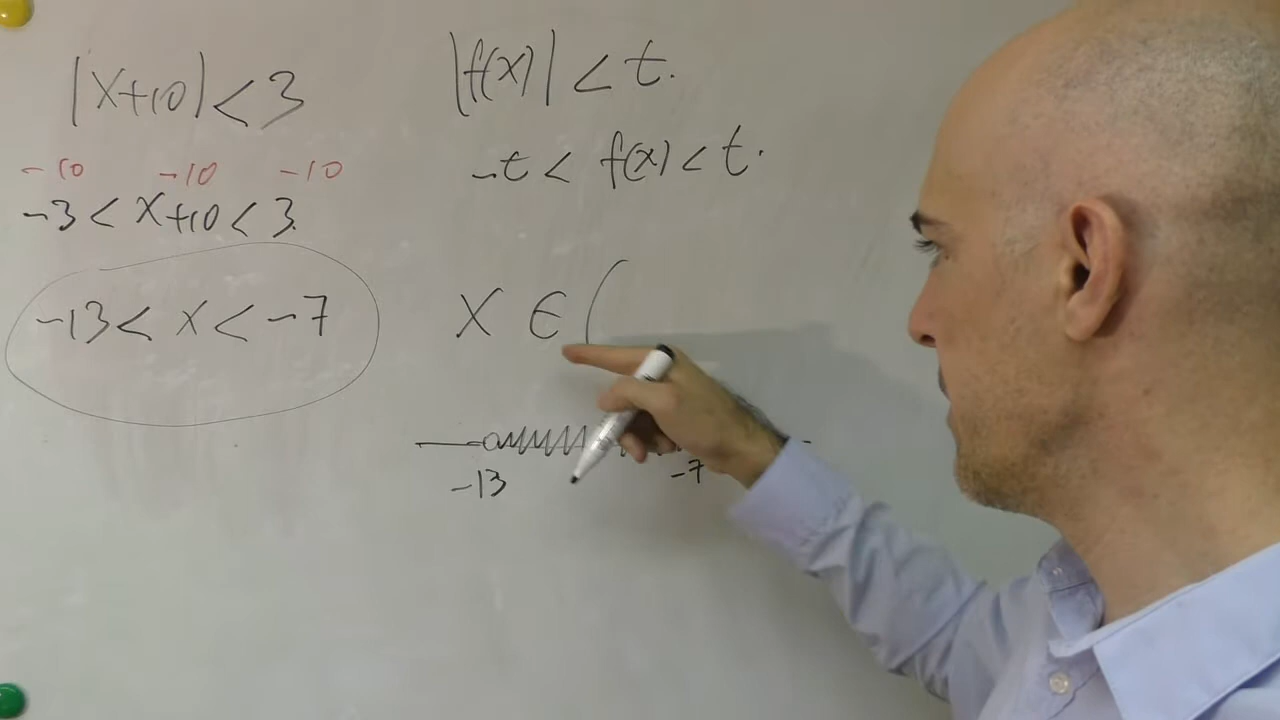 |x+10|<3
-10 -10 -10
-3 < x+10 < 3.
-13 < x < -7
|f(x)| < t.
-t < f(x) < t.
X ∈ (
-13 -7